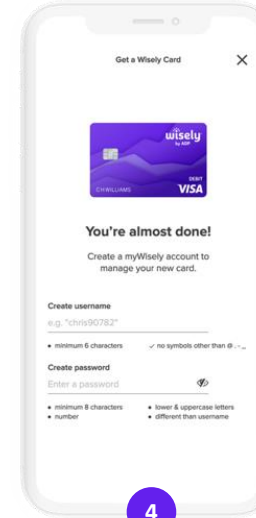 wisely
Get a Wisely Card
wisely
by ADP
DEBIT
CH WILLIAMS
VISA
You're almost done!
Create a myWisely account to
manage your new card.
Create username
e.g. "chris90782"
• minimum 6 characters
✓ no symbols other than @ . - _
Create password
Enter a password
• minimum 8 characters
• lower & uppercase letters
• number
• different than username
4